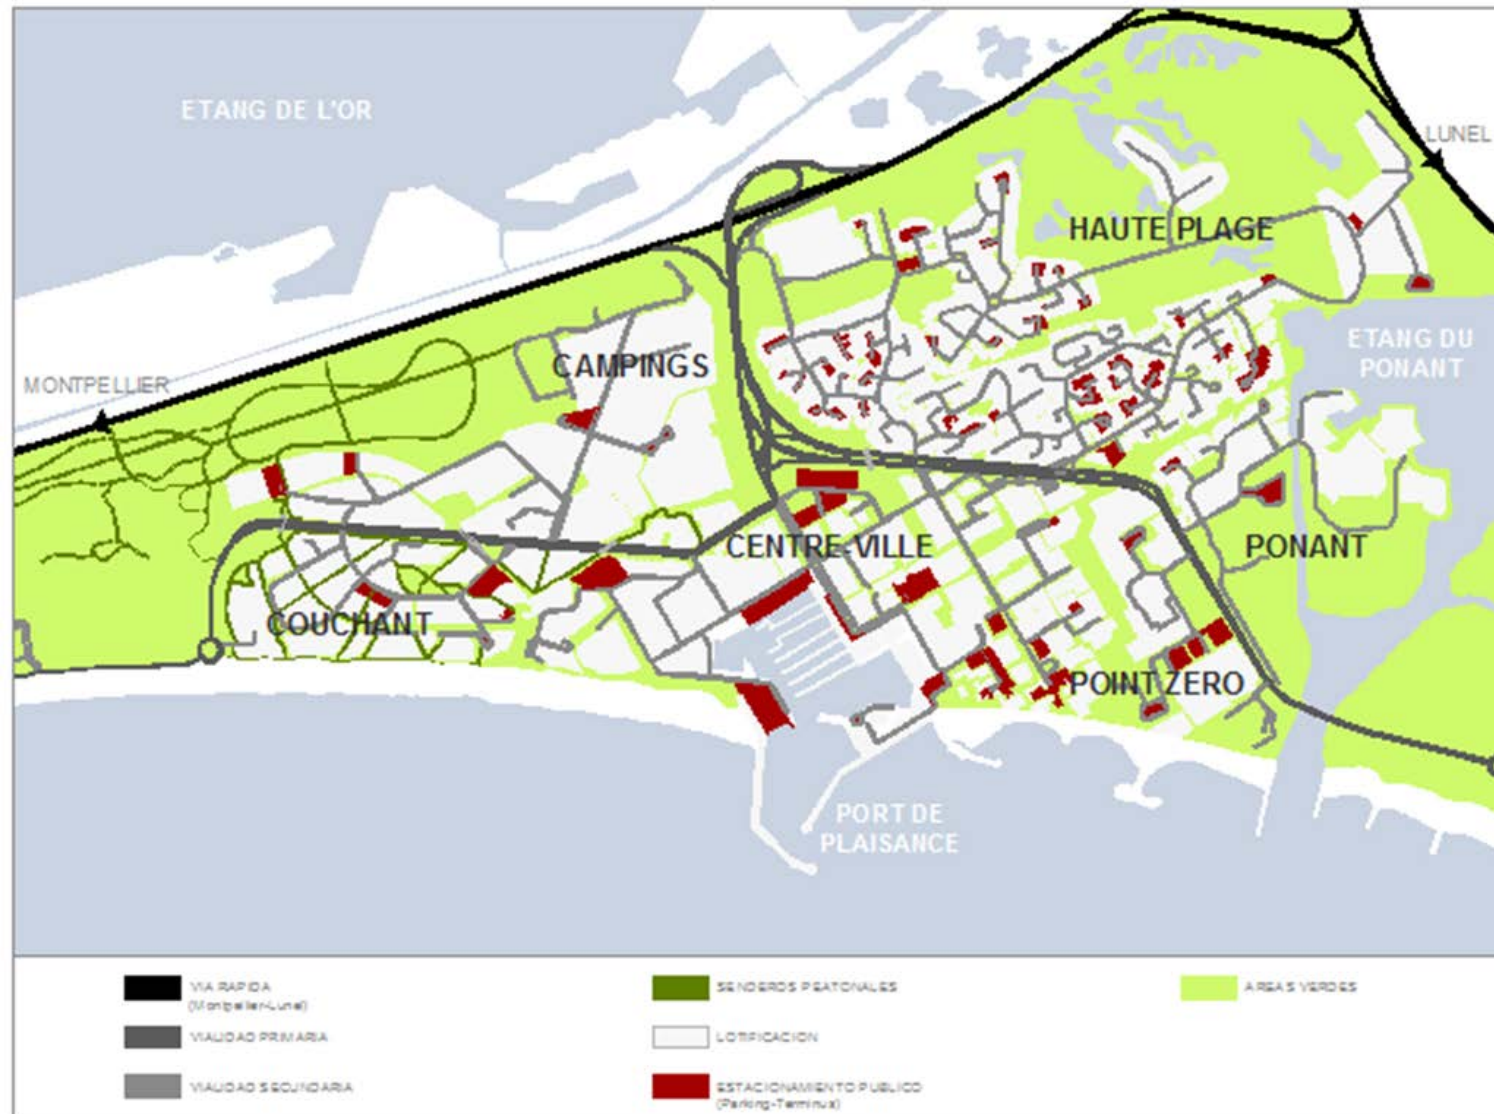 ETANG DE L'OR
LUNEL
HAUTE PLAGE
ETANG DU
PONANT
CAMPINGS
MONTPELLIER
CENTRE-VILLE
PONANT
COUCHANT
POINT ZERO
PORT DE
PLAISANCE
VIA RAPIDA
(Montpellier-Lunel)
VIALIDAD PRIMARIA
VIALIDAD SECUNDARIA
SENDEROS PEATONALES
LOTIFICACION
ESTACIONAMIENTO PUBLICO
(Parking-Terminus)
AREAS VERDES